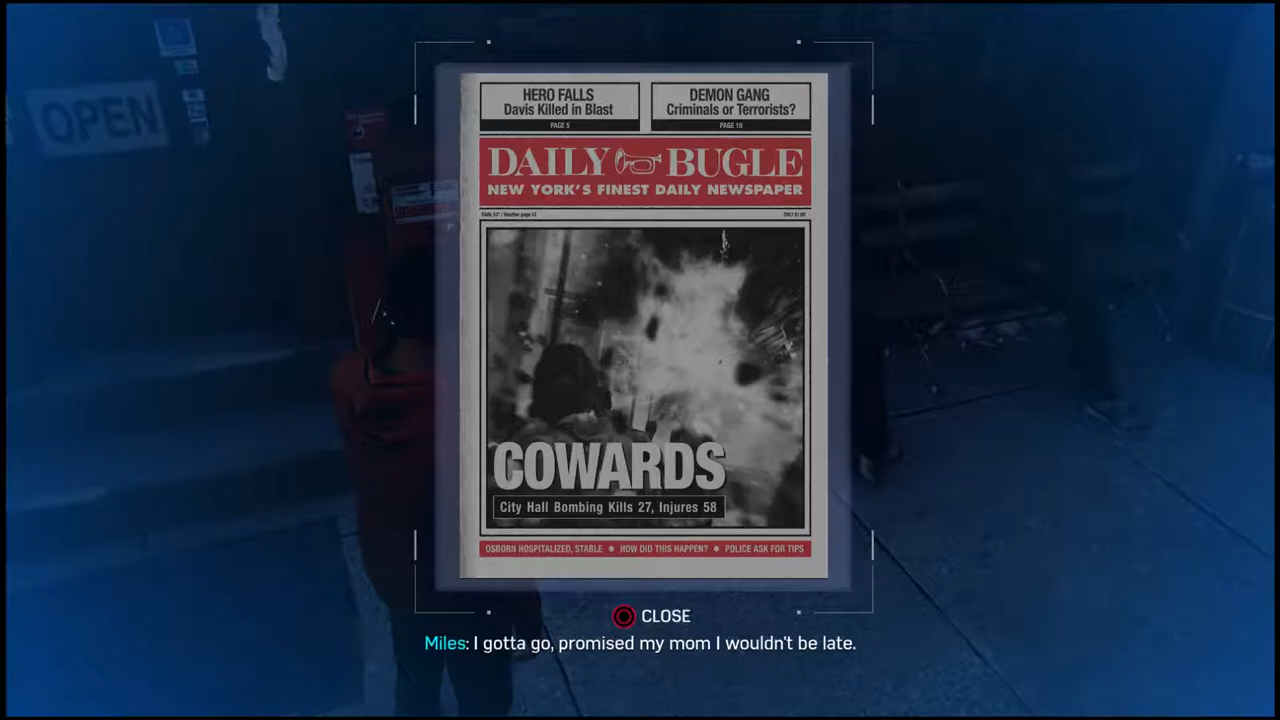 OPEN
HERO FALLS
Davis Killed in Blast
PAGE 5
DEMON GANG
Criminals or Terrorists?
PAGE 10
DAILY BUGLE
NEW YORK'S FINEST DAILY NEWSPAPER
COWARDS
City Hall Bombing Kills 27, Injures 58
OSBORN HOSPITALIZED, STABLE • HOW DID THIS HAPPEN? • POLICE ASK FOR TIPS
CLOSE
Miles: I gotta go, promised my mom I wouldn't be late.